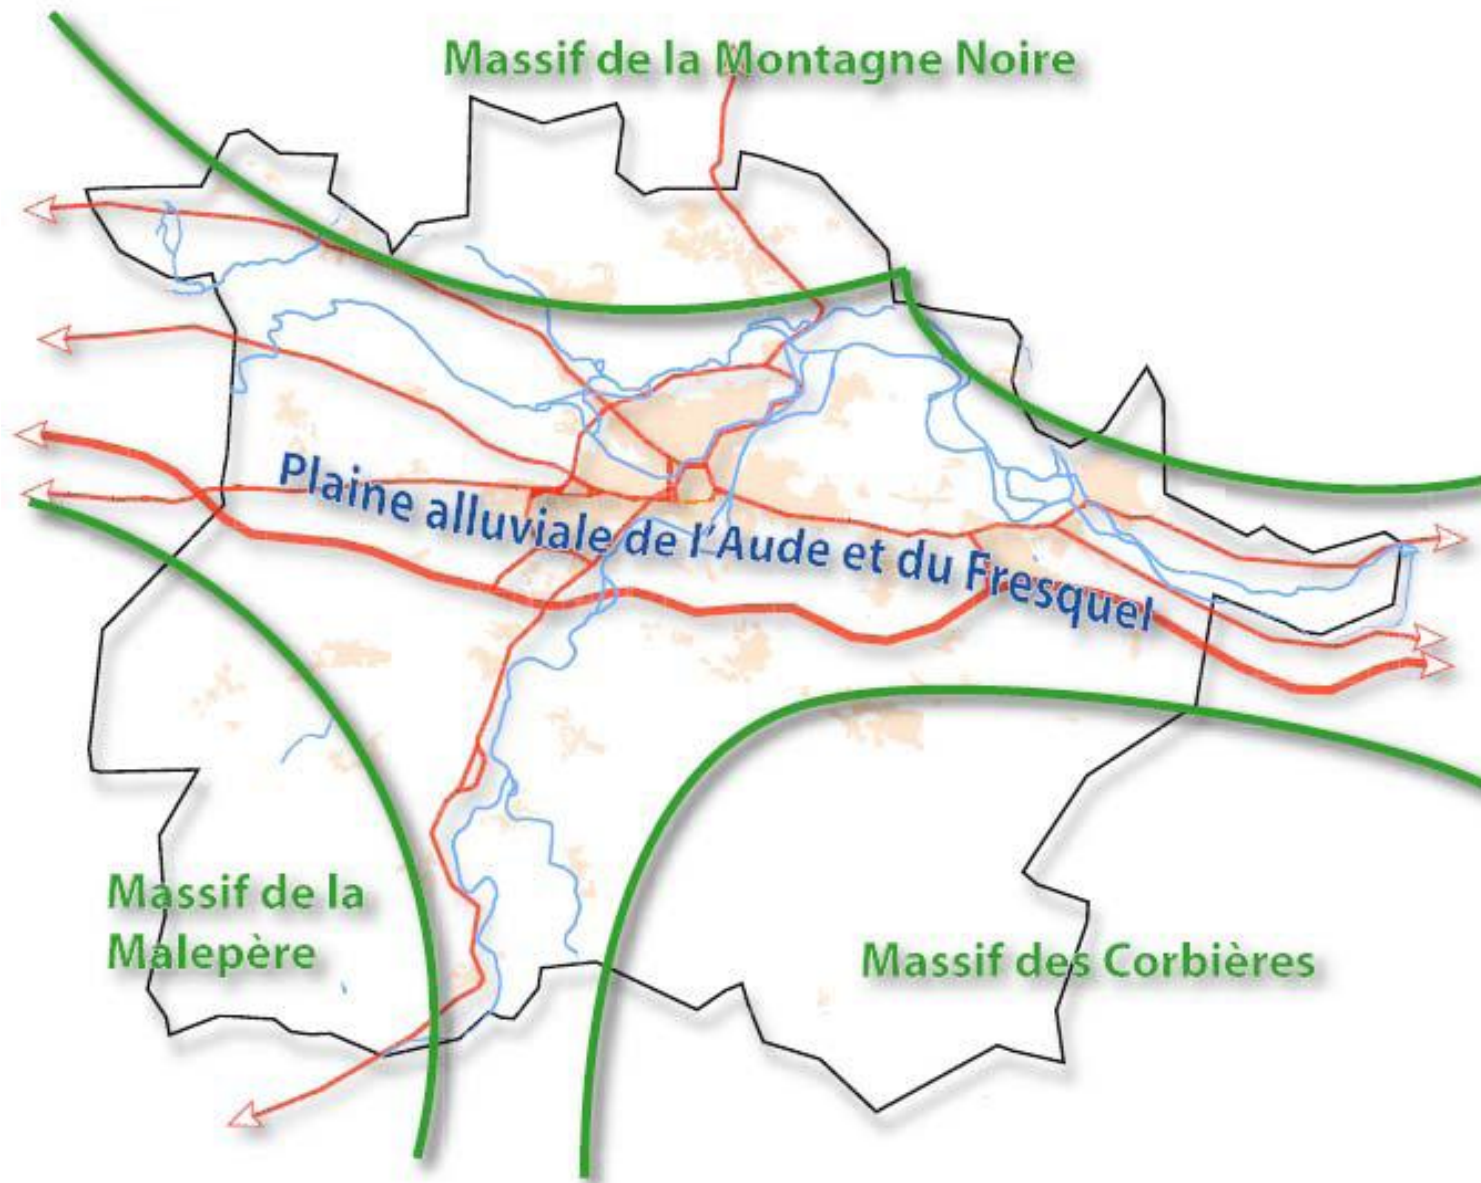 Massif de la Montagne Noire
Plaine alluviale de l'Aude et du Fresquel
Massif de la
Malepère
Massif des Corbières